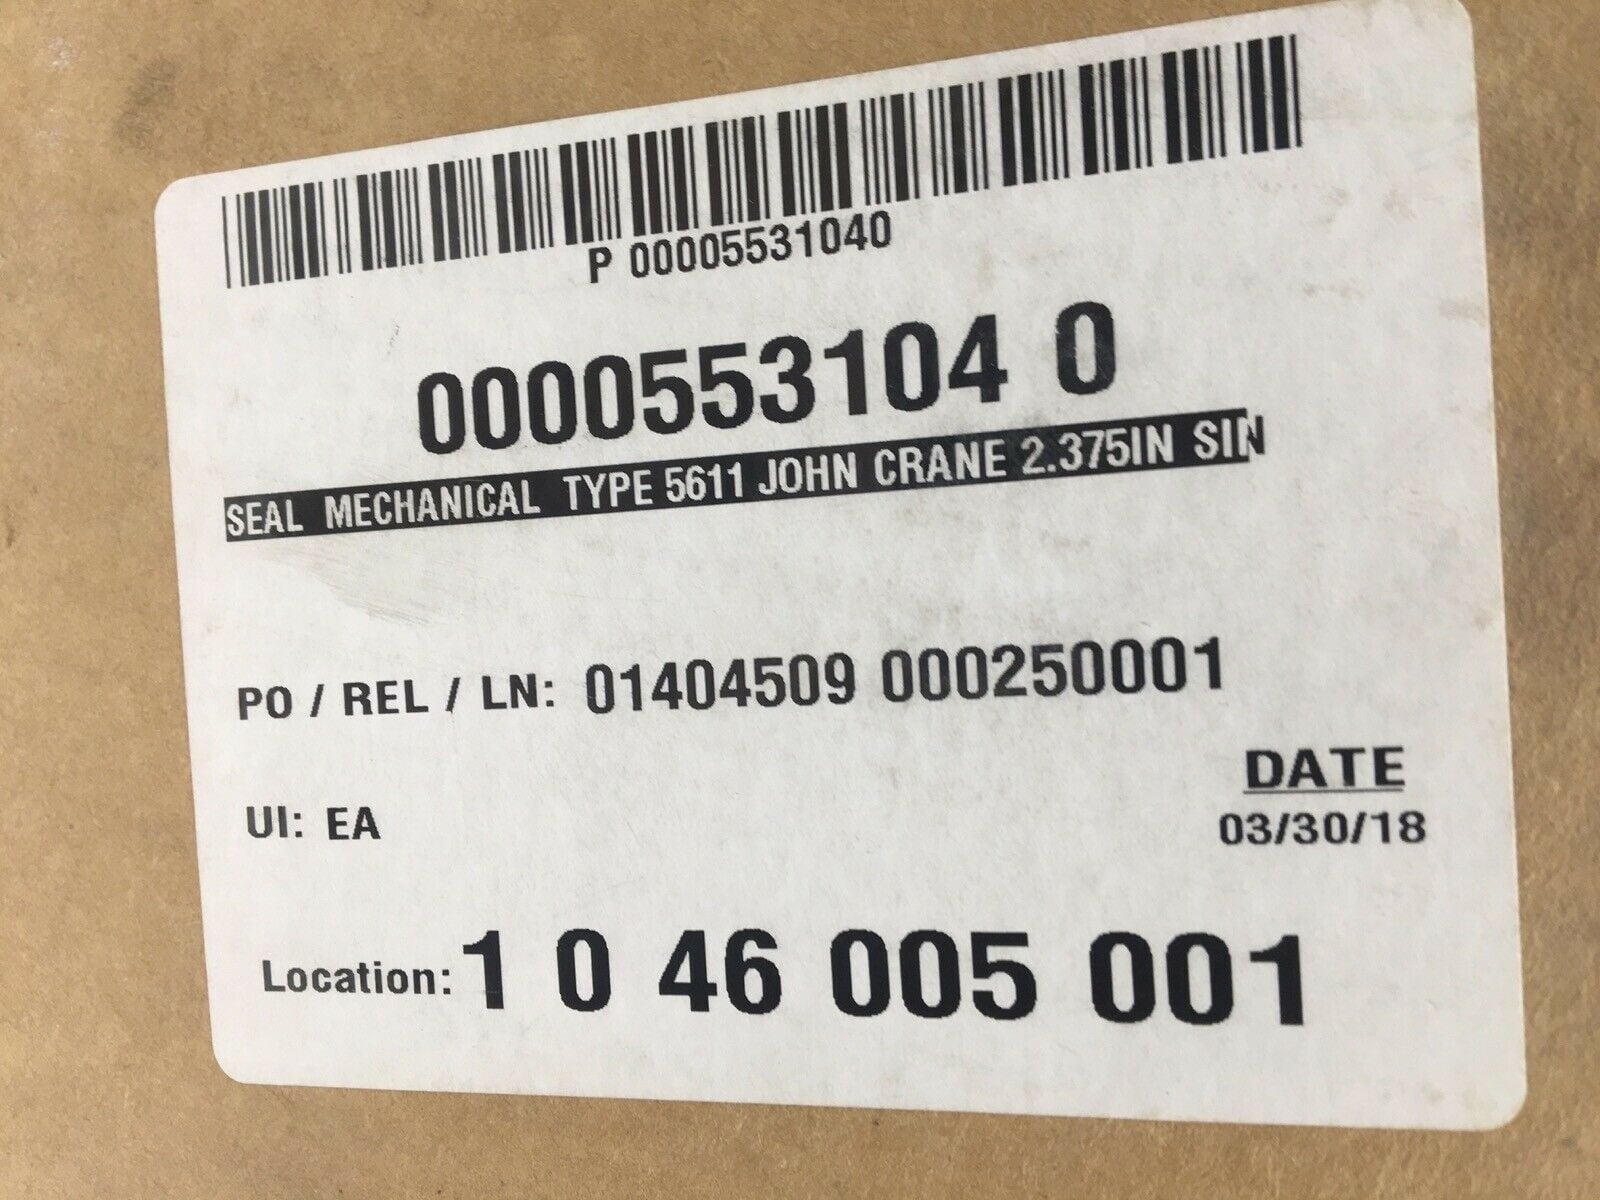 P 00005531040
0000553104 0
SEAL MECHANICAL TYPE 5611 JOHN CRANE 2.375IN SIN
PO / REL / LN: 01404509 000250001
DATE
UI: EA
03/30/18
Location: 1 0 46 005 001